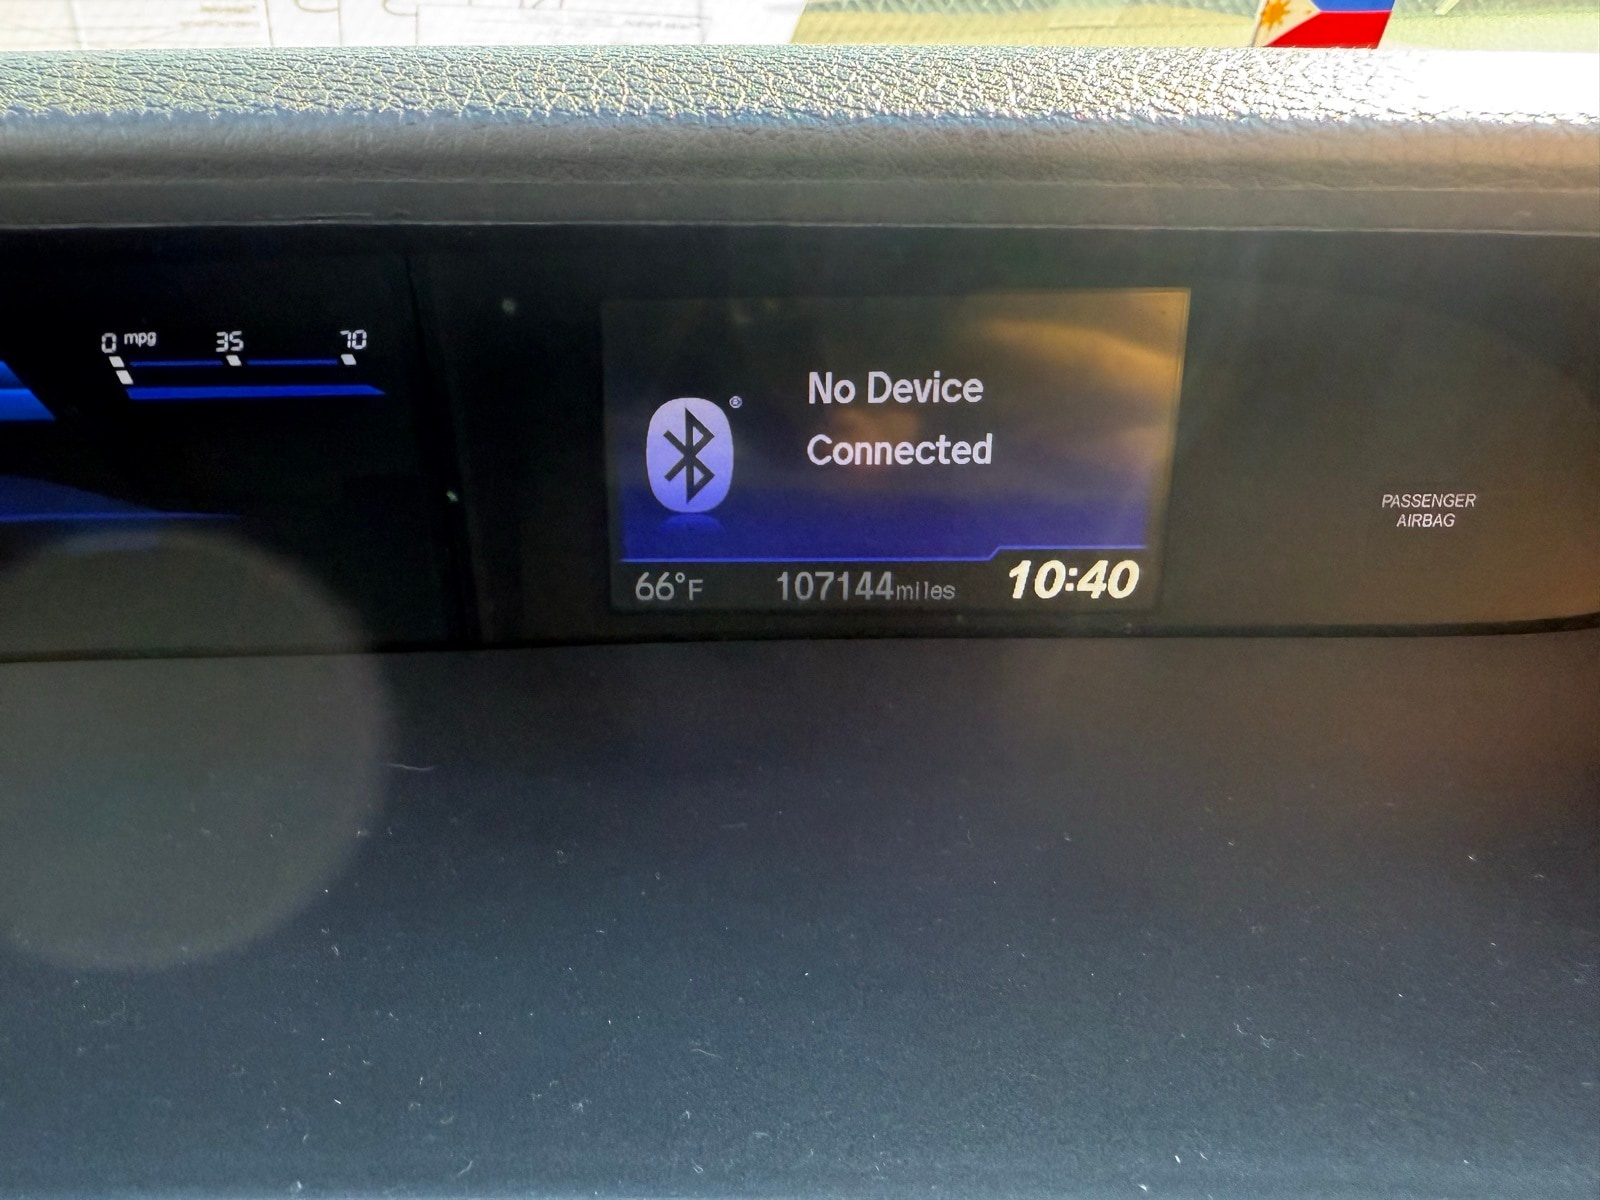 0 mpg 35 70
®
No Device
Connected
66°F 107144miles 10:40
PASSENGER
AIRBAG